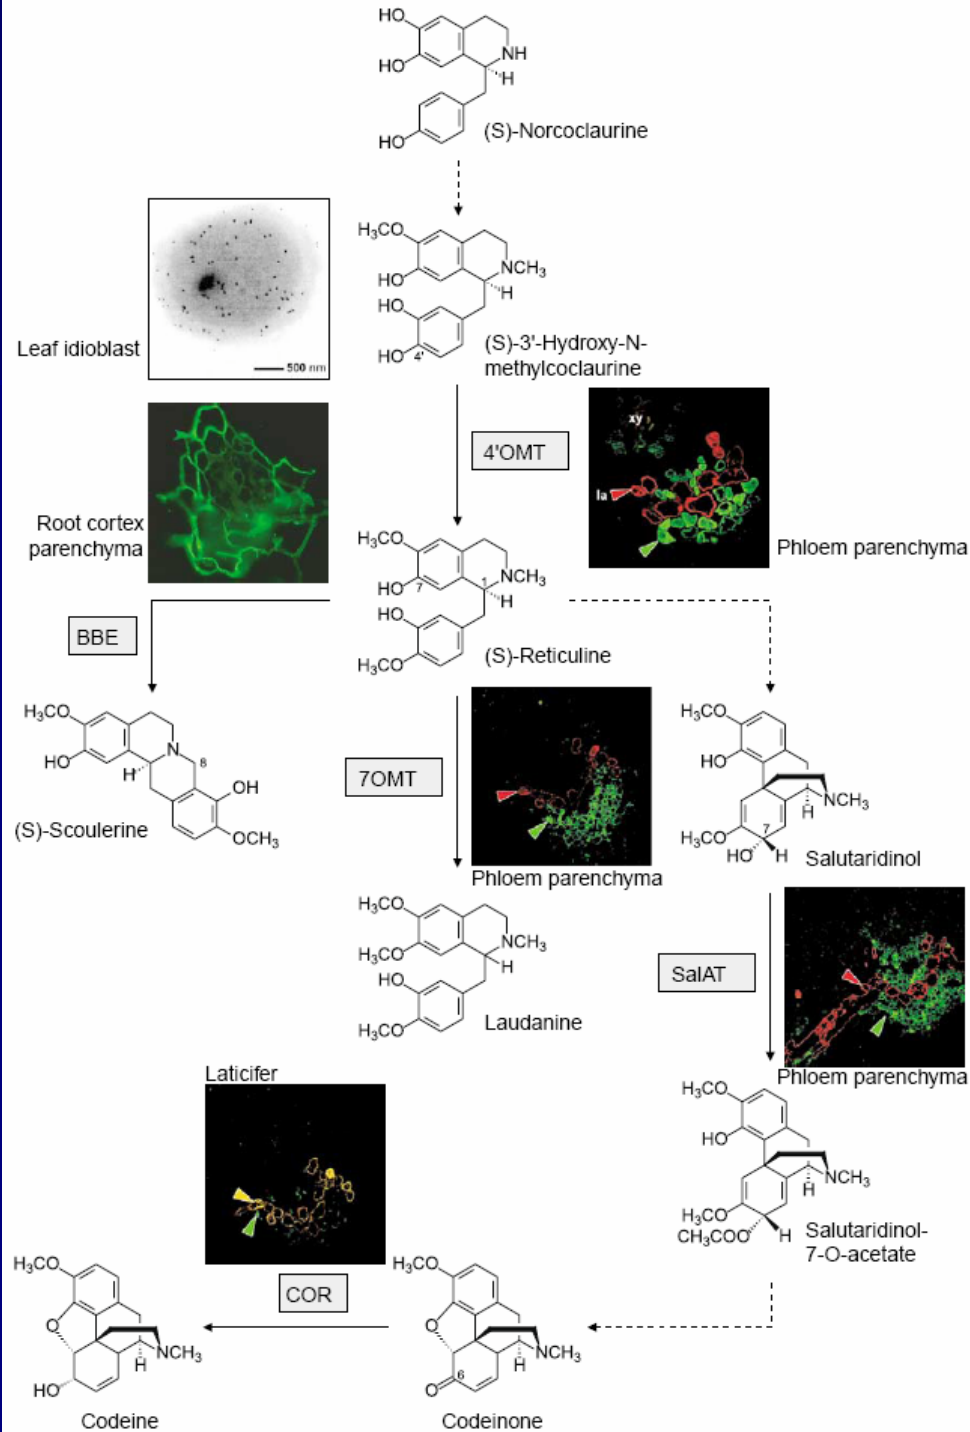 HO
HO
NH
H
HO
(S)-Norcoclaurine
H₃CO
HO
NCH₃
H
HO
HO
4'
(S)-3'-Hydroxy-N-
methylcoclaurine
500 nm
Leaf idioblast
4'OMT
xy
la
Phloem parenchyma
Root cortex
parenchyma
H₃CO
HO
7
1
NCH₃
H
HO
H₃CO
(S)-Reticuline
BBE
H₃CO
HO
N
H
8
OH
OCH₃
(S)-Scoulerine
7OMT
Phloem parenchyma
H₃CO
HO
NCH₃
H
H₃CO
7
HO
H
Salutaridinol
H₃CO
H₃CO
NCH₃
H
HO
H₃CO
Laudanine
SalAT
Phloem parenchyma
Laticifer
H₃CO
HO
NCH₃
H
H₃CO
CH₃COO
H
Salutaridinol-
7-O-acetate
H₃CO
O
NCH₃
H
HO
Codeine
COR
H₃CO
O
NCH₃
H
6
O
Codeinone